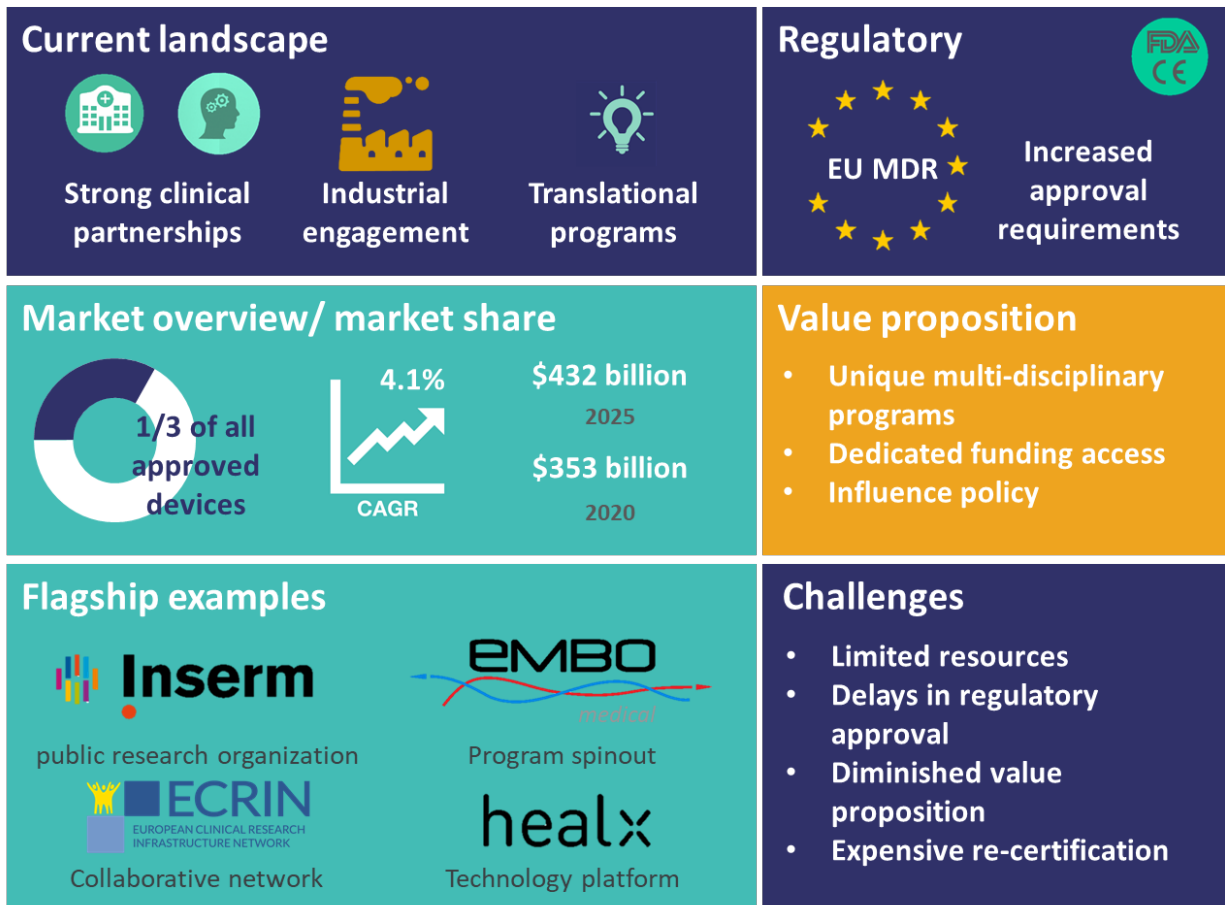 Current landscape
Strong clinical
partnerships
Industrial
engagement
Translational
programs
Regulatory
FDA
CE
EU MDR
Increased
approval
requirements
Market overview/ market share
1/3 of all
approved
devices
4.1%
CAGR
$432 billion
2025
$353 billion
2020
Value proposition
• Unique multi-disciplinary
programs
• Dedicated funding access
• Influence policy
Flagship examples
Inserm
public research organization
eMBO
medical
Program spinout
ECRIN
EUROPEAN CLINICAL RESEARCH
INFRASTRUCTURE NETWORK
Collaborative network
healx
Technology platform
Challenges
• Limited resources
• Delays in regulatory
approval
• Diminished value
proposition
• Expensive re-certification